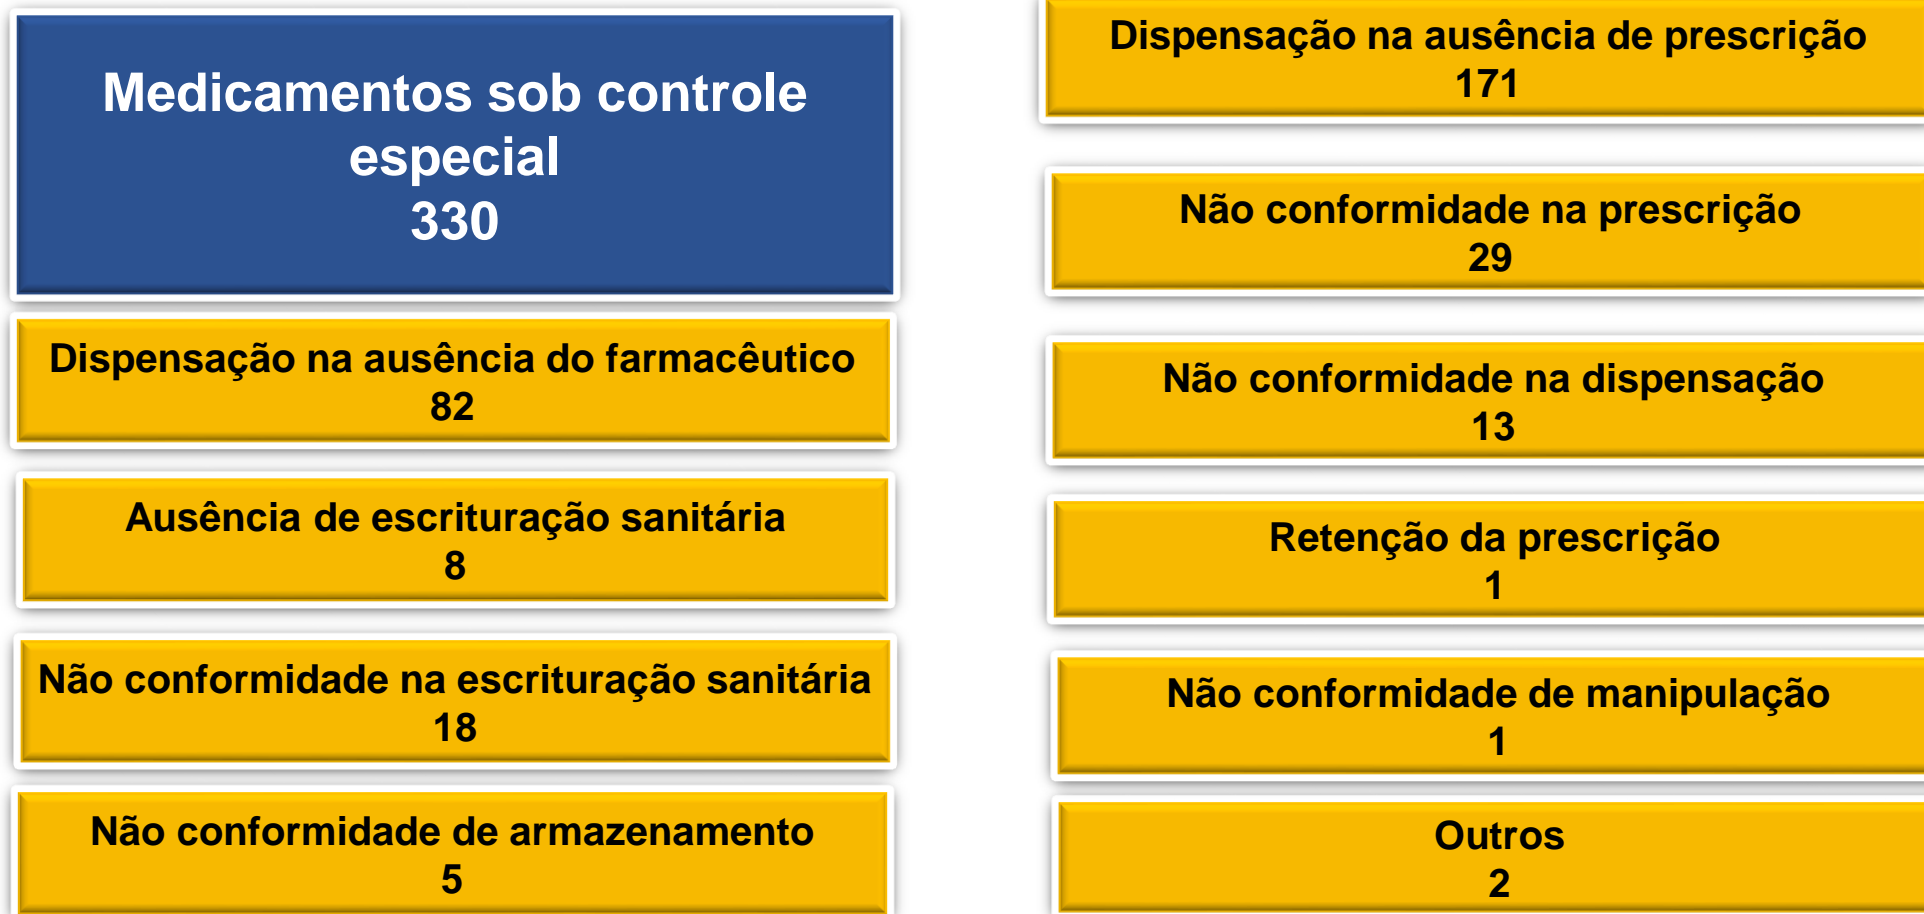 Medicamentos sob controle
especial
330
Dispensação na ausência do farmacêutico
82
Ausência de escrituração sanitária
8
Não conformidade na escrituração sanitária
18
Não conformidade de armazenamento
5
Dispensação na ausência de prescrição
171
Não conformidade na prescrição
29
Não conformidade na dispensação
13
Retenção da prescrição
1
Não conformidade de manipulação
1
Outros
2